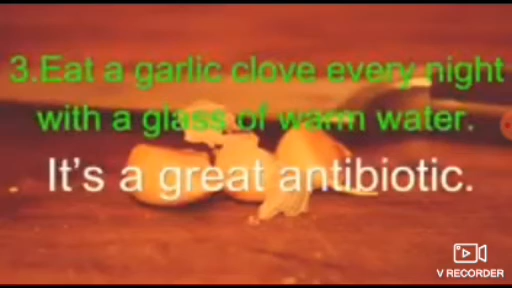 3.Eat a garlic clove every night
with a glass of warm water.
It's a great antibiotic.
V RECORDER